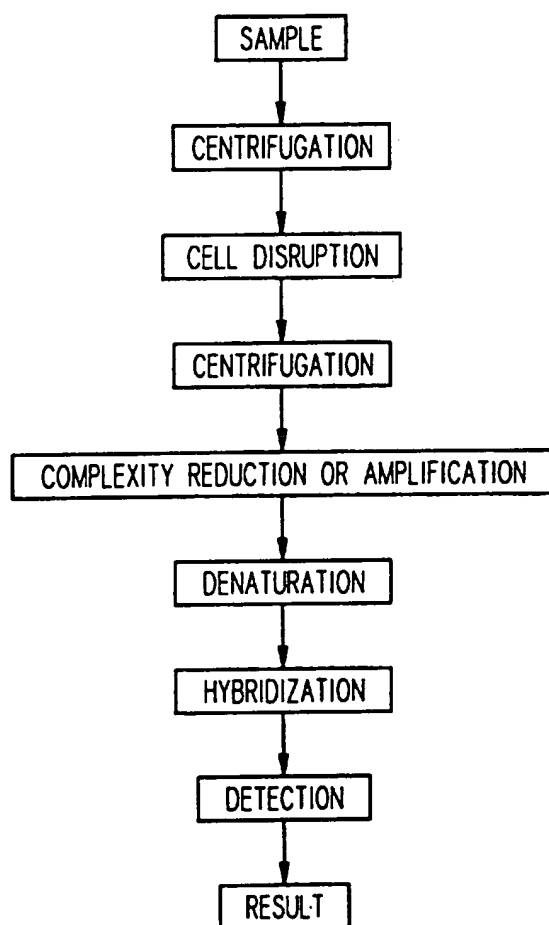 SAMPLE
CENTRIFUGATION
CELL DISRUPTION
CENTRIFUGATION
COMPLEXITY REDUCTION OR AMPLIFICATION
DENATURATION
HYBRIDIZATION
DETECTION
RESULT